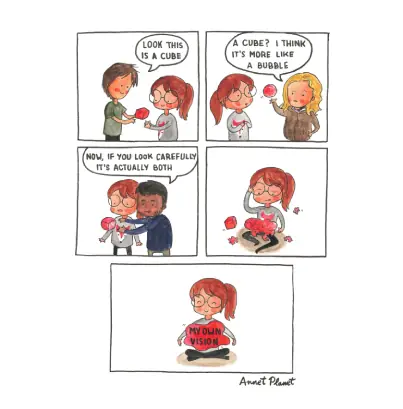 LOOK THIS
IS A CUBE
A CUBE? I THINK
IT'S MORE LIKE
A BUBBLE
NOW, IF YOU LOOK CAREFULLY
IT'S ACTUALLY BOTH
MY OWN
VISION
Annet Planet